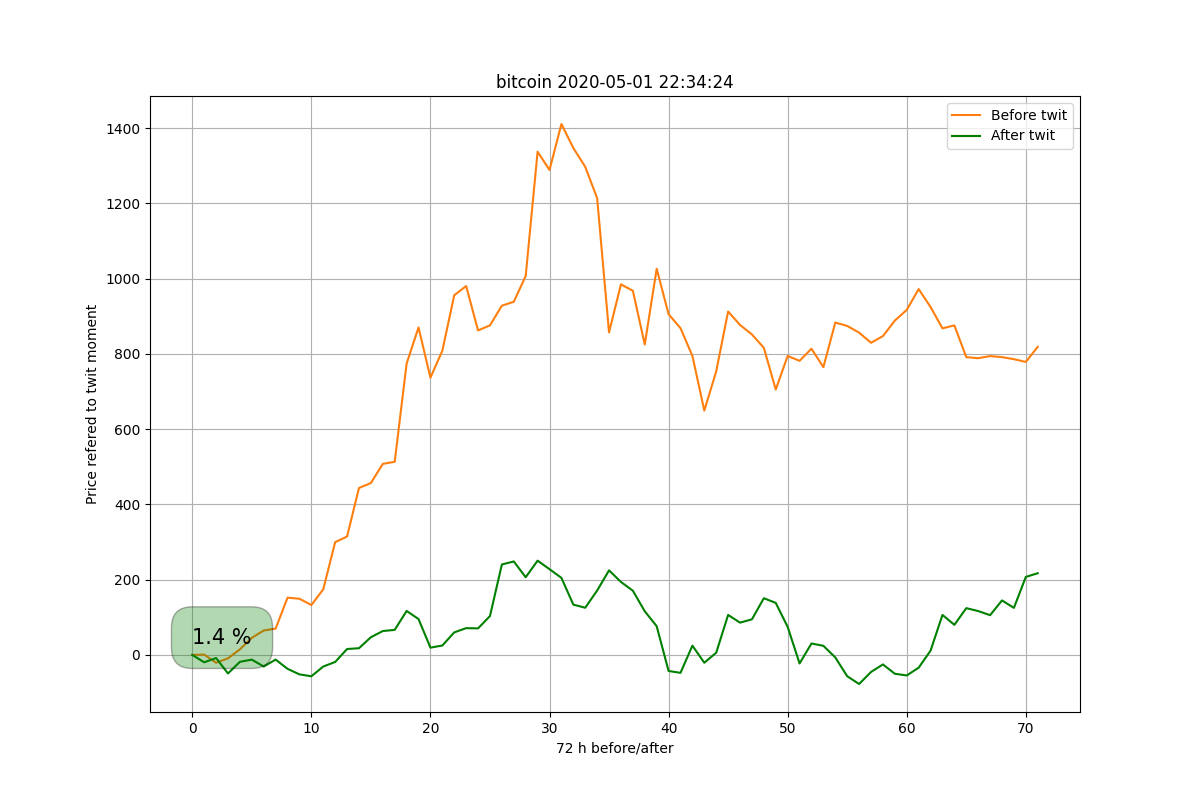 bitcoin 2020-05-01 22:34:24
Before twit
After twit
Price refered to twit moment
1400
1200
1000
800
600
400
200
0
1.4 %
0 10 20 30 40 50 60 70
72 h before/after